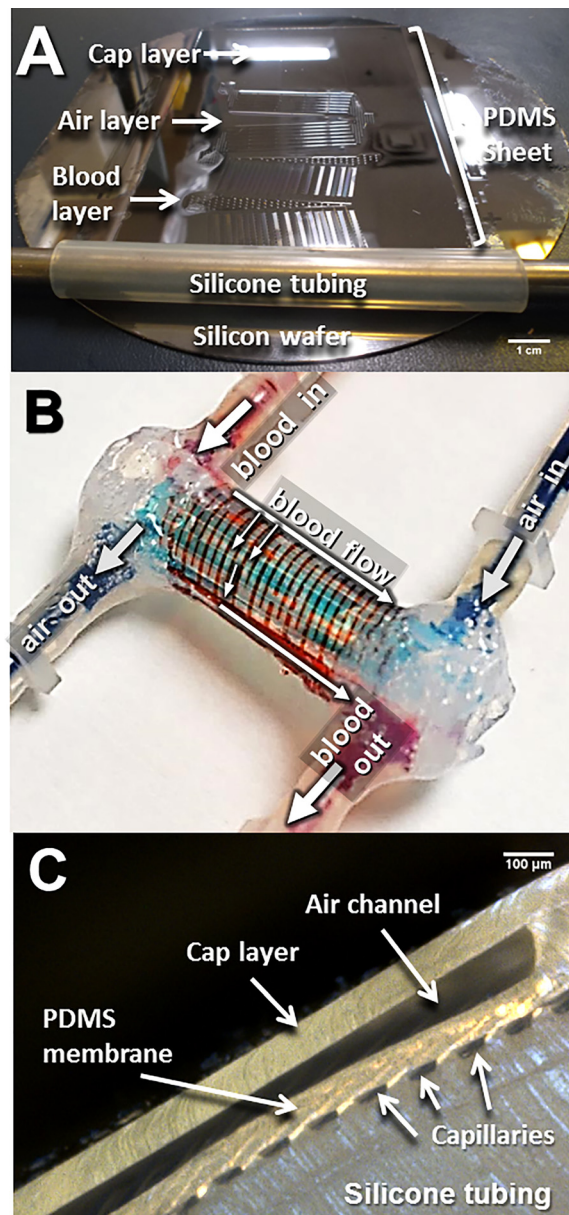 A
Cap layer
Air layer
Blood
layer
PDMS
Sheet
Silicone tubing
Silicon wafer
1 cm
B
blood in
blood flow
air in
air out
blood
out
C
100 µm
Air channel
Cap layer
PDMS
membrane
Capillaries
Silicone tubing